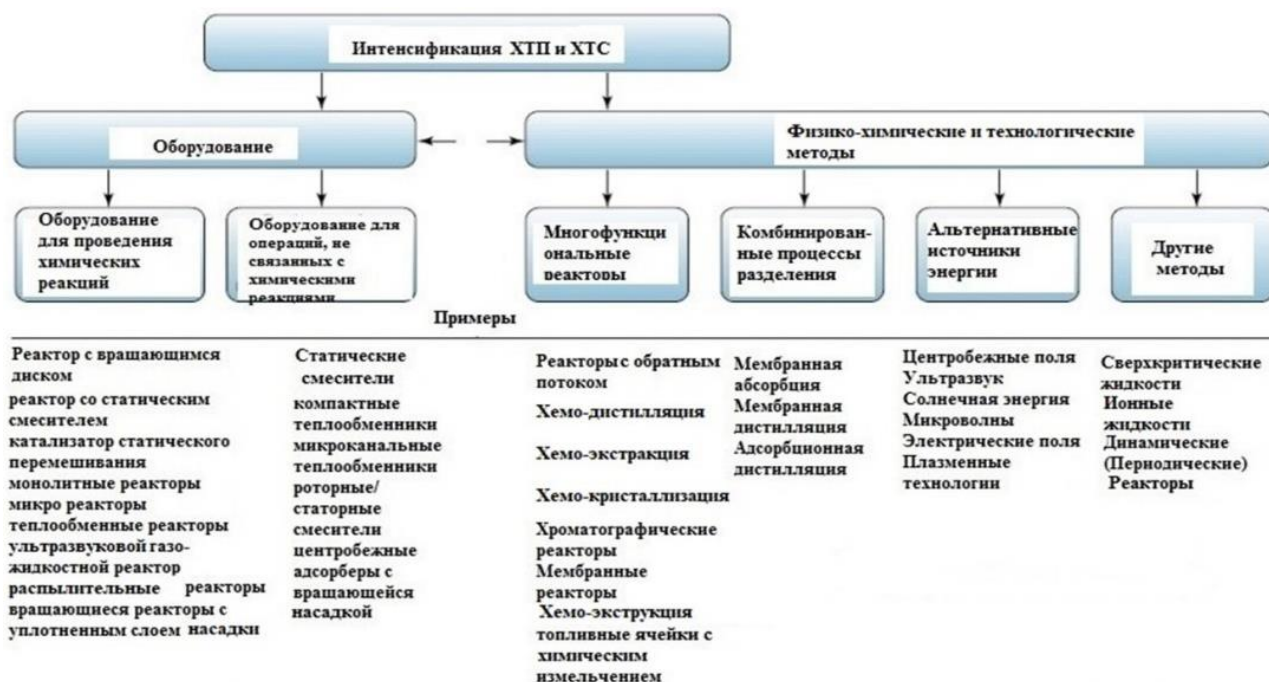 Интенсификация ХТП и ХТС
Оборудование
Физико-химические и технологические
методы
Оборудование
для проведения
химических
реакций
Оборудование для
операций, не
связанных с
химическими
реакциями
Многофункци
ональные
реакторы
Комбинирован-
ные процессы
разделения
Альтернативные
источники
энергии
Другие
методы
Примеры
Реактор с вращающимся
диском
реактор со статическим
смесителем
катализатор статического
перемешивания
монолитные реакторы
микро реакторы
теплообменные реакторы
ультразвуковой газо-
жидкостной реактор
распылительные реакторы
вращающиеся реакторы с
уплотненным слоем насадки
Статические
смесители
компактные
теплообменники
микроканальные
теплообменники
роторные/
статорные
смесители
центробежные
адсорберы с
вращающейся
насадкой
Реакторы с обратным
потоком
Хемо-дистилляция
Хемо-экстракция
Хемо-кристаллизация
Хроматографические
реакторы
Мембранные
реакторы
Хемо-экструкция
топливные ячейки с
химическим
измельчением
Мембранная
абсорбция
Мембранная
дистилляция
Адсорбционная
дистилляция
Центробежные поля
Ультразвук
Солнечная энергия
Микроволны
Электрические поля
Плазменные
технологии
Сверхкритические
жидкости
Ионные
жидкости
Динамические
(Периодические)
Реакторы